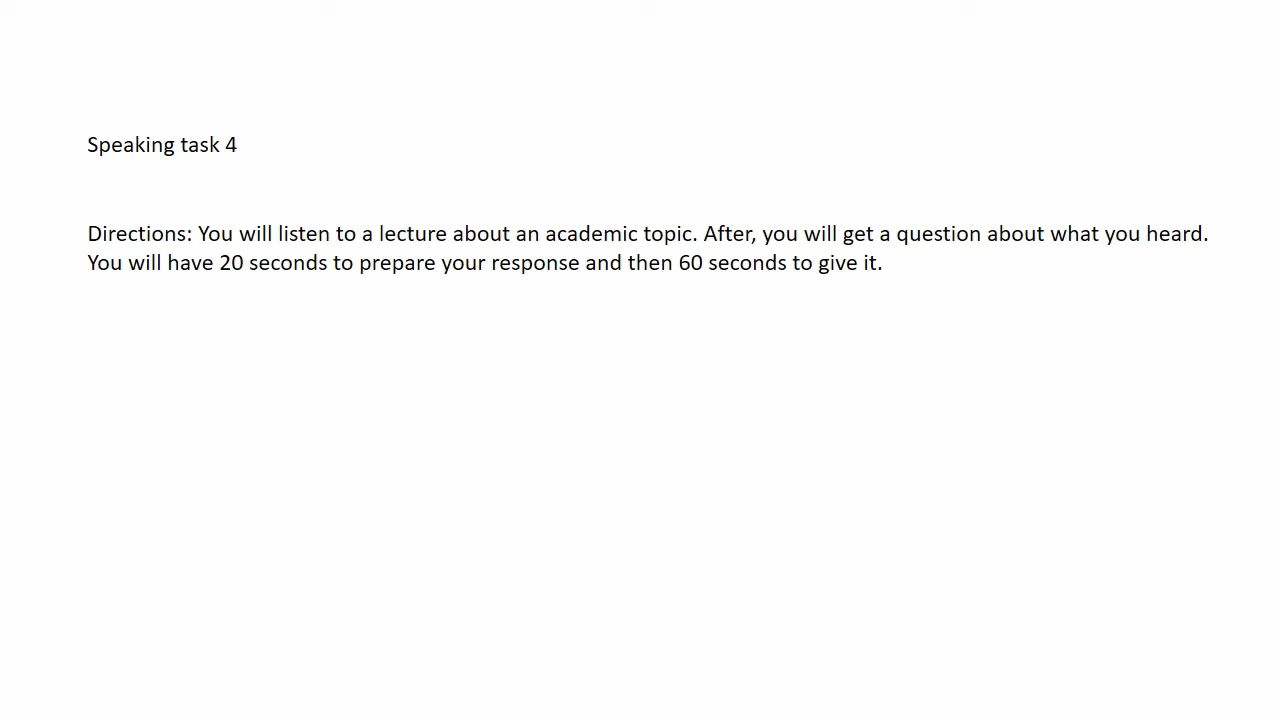 Speaking task 4
Directions: You will listen to a lecture about an academic topic. After, you will get a question about what you heard.
You will have 20 seconds to prepare your response and then 60 seconds to give it.